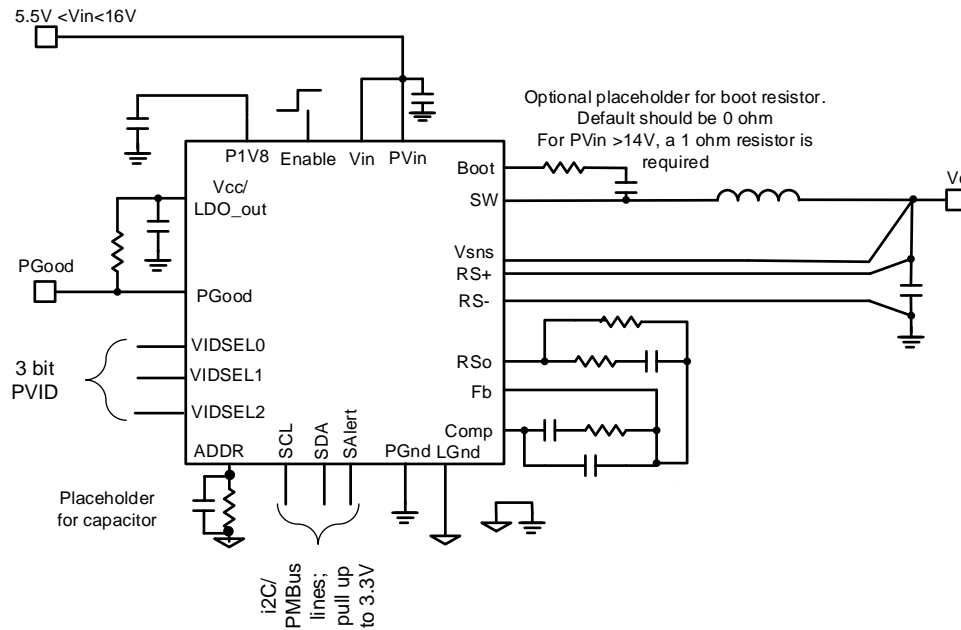 5.5V <Vin<16V
Optional placeholder for boot resistor.
Default should be 0 ohm
For PVin >14V, a 1 ohm resistor is
required
P1V8
Enable
Vin
PVin
Boot
Vcc/
LDO_out
SW
Vsns
RS+
PGood
PGood
RS-
3 bit
PVID
VIDSEL0
VIDSEL1
VIDSEL2
RSo
Fb
Comp
ADDR
SCL
SDA
SAlert
PGnd
LGnd
Placeholder
for capacitor
i2C/
PMBus
lines;
pull up
to 3.3V